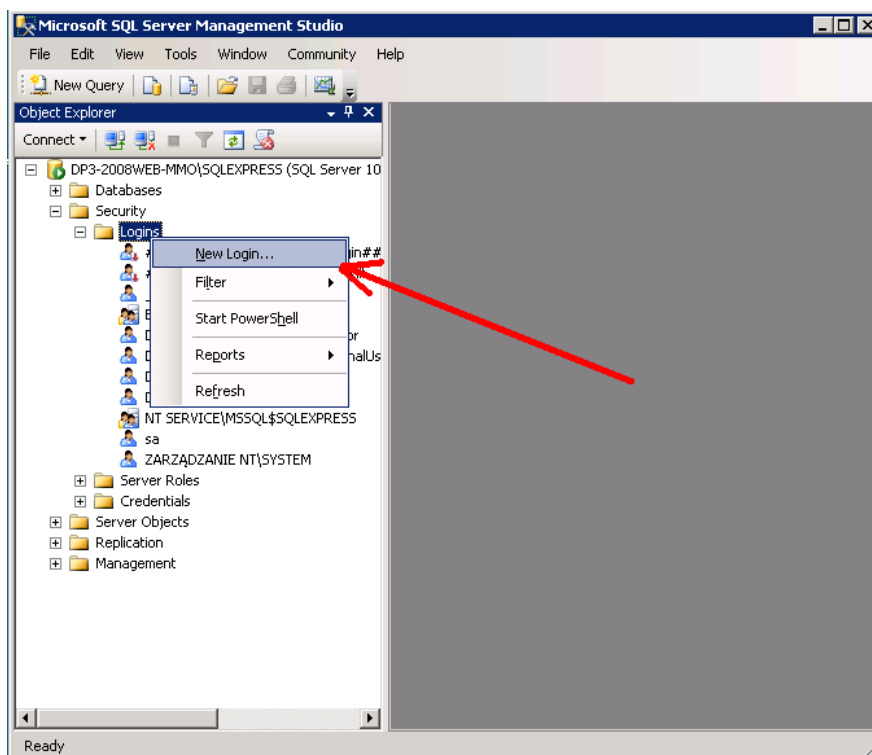 Microsoft SQL Server Management Studio
File Edit View Tools Window Community Help
New Query
Object Explorer
Connect
DP3-2008WEB-MMO\SQLEXPRESS (SQL Server 10
Databases
Security
Logins
New Login...
Filter
Start PowerShell
Reports
Refresh
NT SERVICE\MSSQL$SQLEXPRESS
sa
ZARZĄDZANIE NT\SYSTEM
Server Roles
Credentials
Server Objects
Replication
Management
Ready